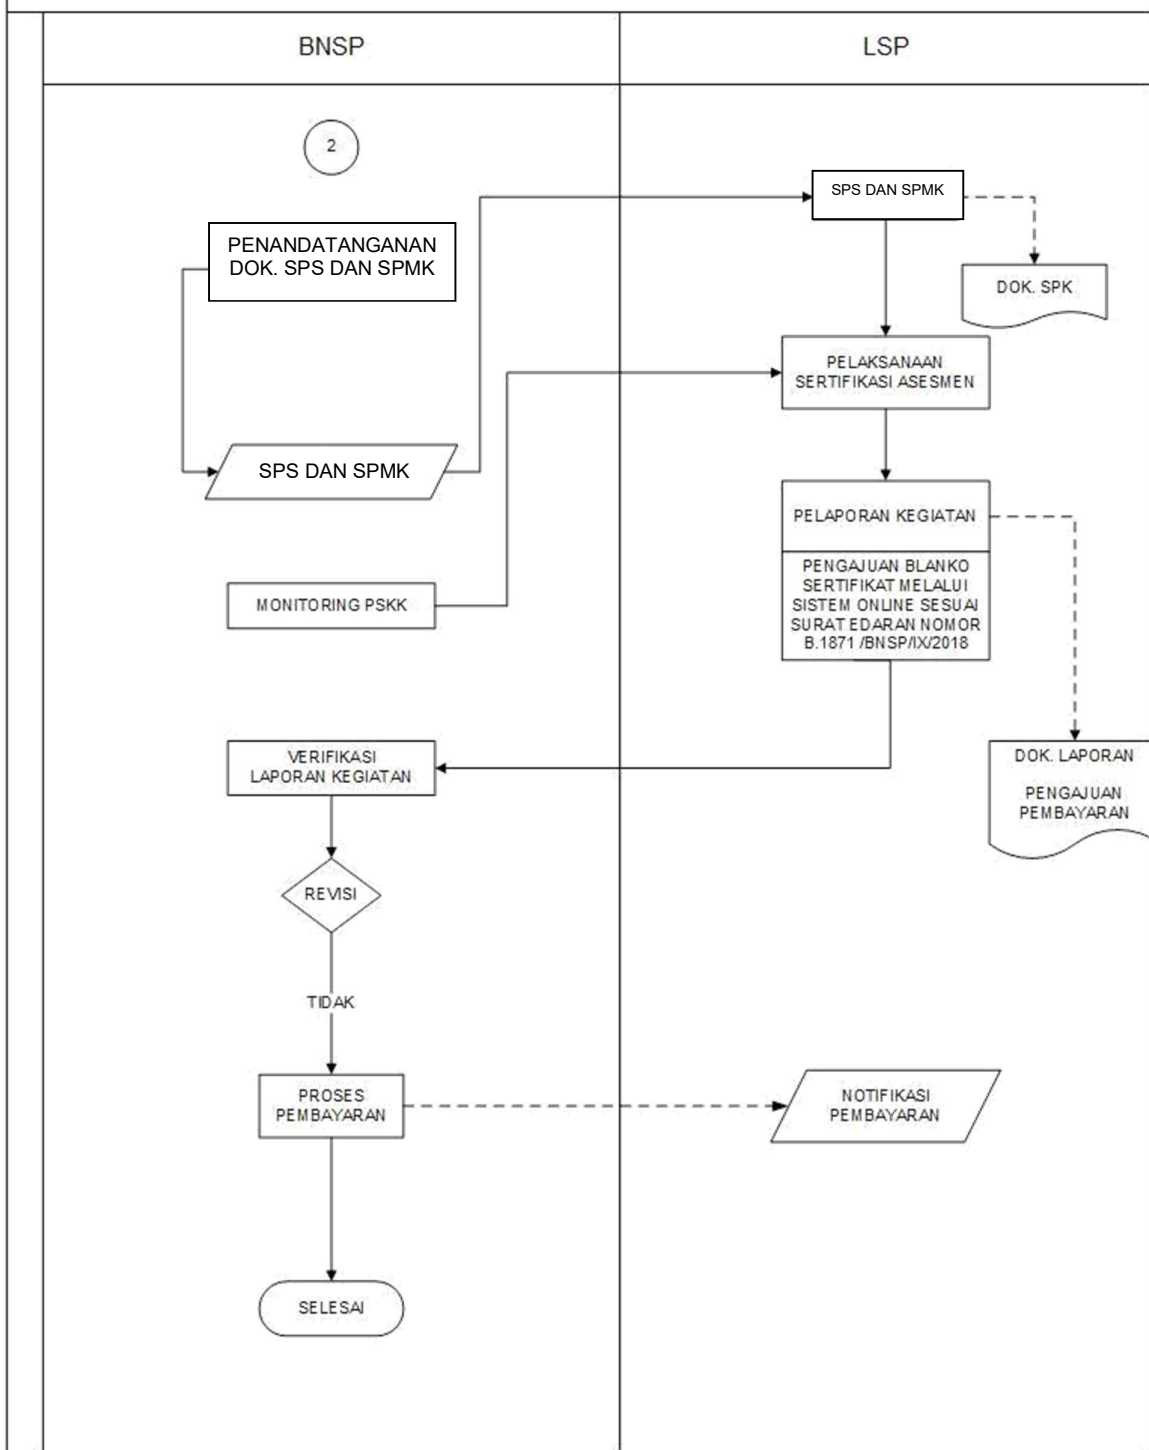 BNSP
LSP
2
SPS DAN SPMK
PENANDATANGANAN
DOK. SPS DAN SPMK
DOK. SPK
PELAKSANAAN
SERTIFIKASI ASESMEN
SPS DAN SPMK
PELAPORAN KEGIATAN
PENGAJUAN BLANKO
SERTIFIKAT MELALUI
SISTEM ONLINE SESUAI
SURAT EDARAN NOMOR
B.1871 /BNSP/IX/2018
MONITORING PSKK
VERIFIKASI
LAPORAN KEGIATAN
DOK. LAPORAN
PENGAJUAN
PEMBAYARAN
REVISI
TIDAK
PROSES
PEMBAYARAN
NOTIFIKASI
PEMBAYARAN
SELESAI